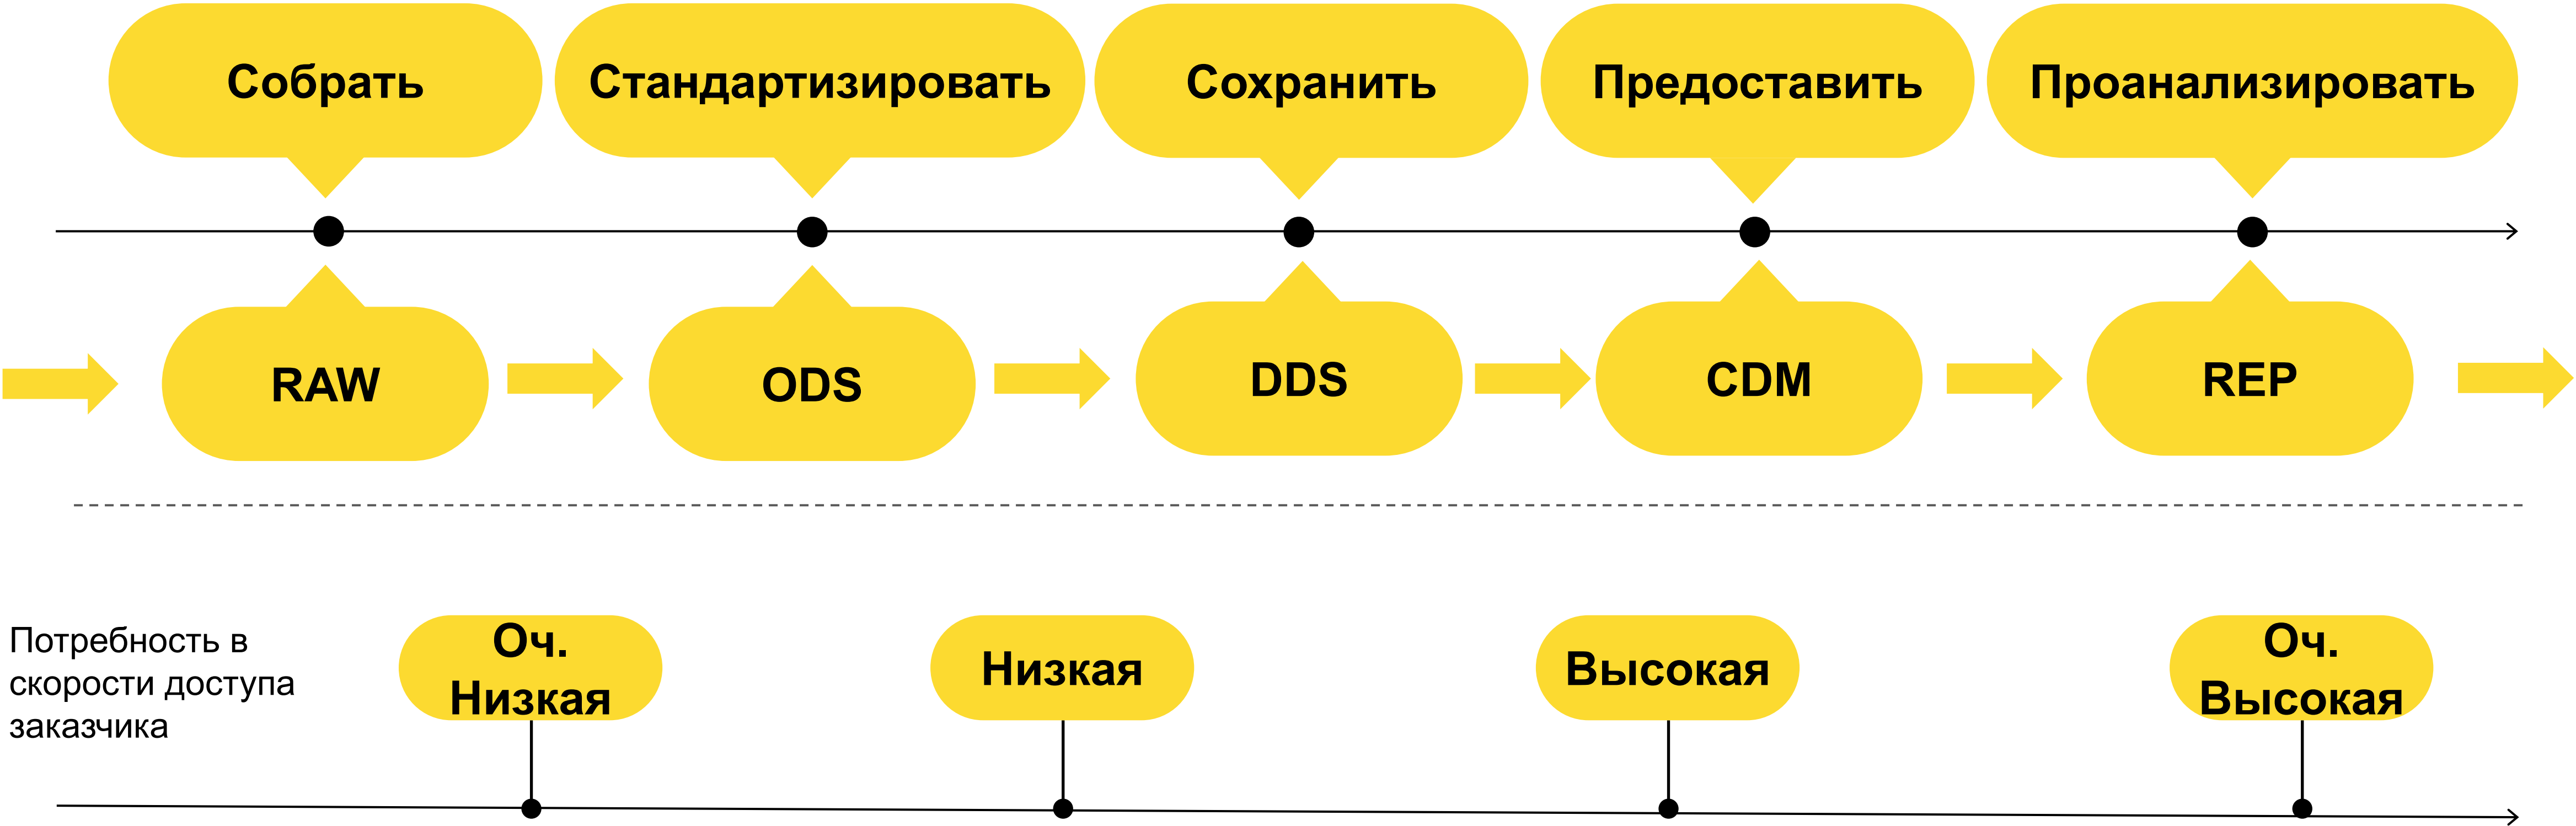 Собрать
Стандартизировать
Сохранить
Предоставить
Проанализировать
RAW
ODS
DDS
CDM
REP
Потребность в
скорости доступа
заказчика
Оч.
Низкая
Низкая
Высокая
Оч.
Высокая